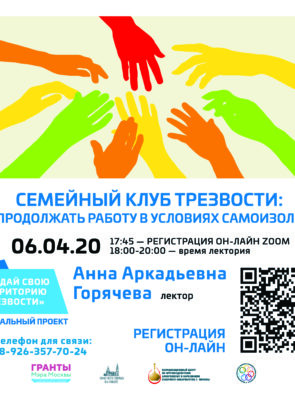 СЕМЕЙНЫЙ КЛУБ ТРЕЗВОСТИ:
ПРОДОЛЖАТЬ РАБОТУ В УСЛОВИЯХ САМОИЗОЛ
06.04.20
17:45 — РЕГИСТРАЦИЯ ОН-ЛАЙН ZOOM
18:00-20:00 — время лектория
ДАЙ СВОЮ
РИТОРИЮ
ЗВОСТИ»
АЛЬНЫЙ ПРОЕКТ
Анна Аркадьевна
Горячева лектор
елефон для связи:
8-926-357-70-24
РЕГИСТРАЦИЯ
ОН-ЛАЙН
ГРАНТЫ
Мэра Москвы